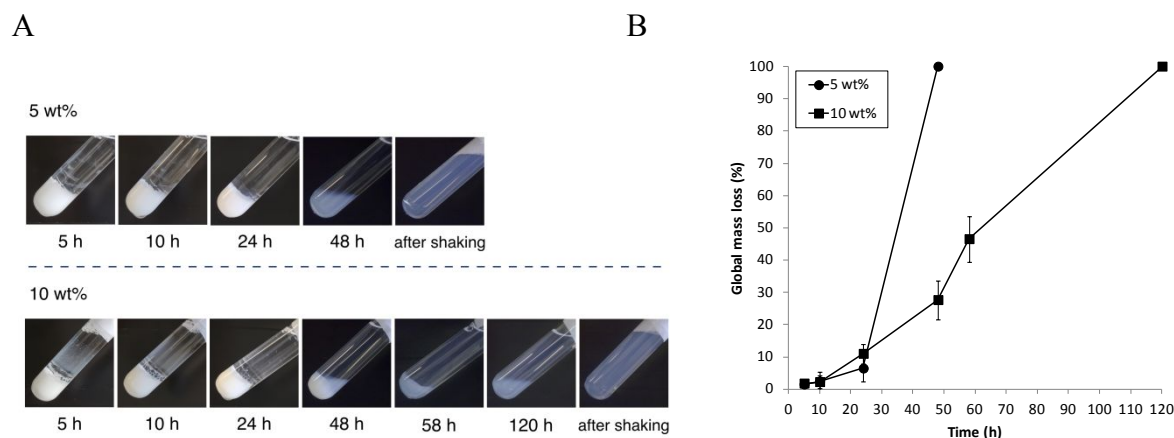 A
5 wt%
5 h 10 h 24 h 48 h after shaking
10 wt%
5 h 10 h 24 h 48 h 58 h 120 h after shaking
B
Global mass loss (%)
100
90
80
70
60
50
40
30
20
10
0
5 wt%
10 wt%
0 10 20 30 40 50 60 70 80 90 100 110 120
Time (h)